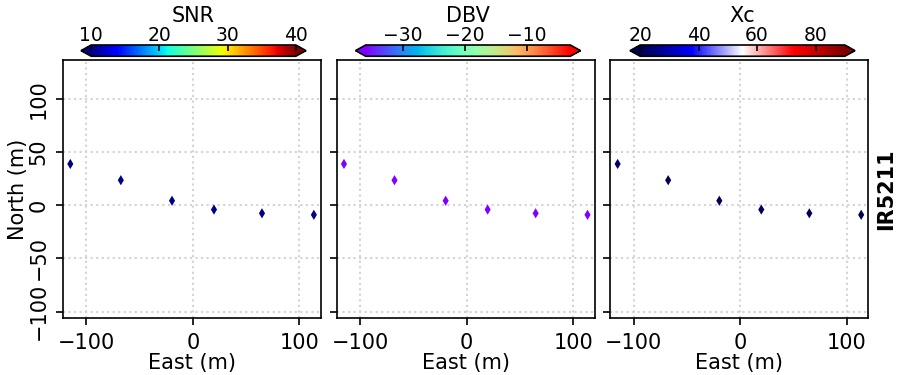 SNR
DBV
Xc
10 20 30 40
−30 −20 −10
20 40 60 80
North (m)
100
50
0
−50
−100
IR5211
−100 0 100
−100 0 100
−100 0 100
East (m)
East (m)
East (m)